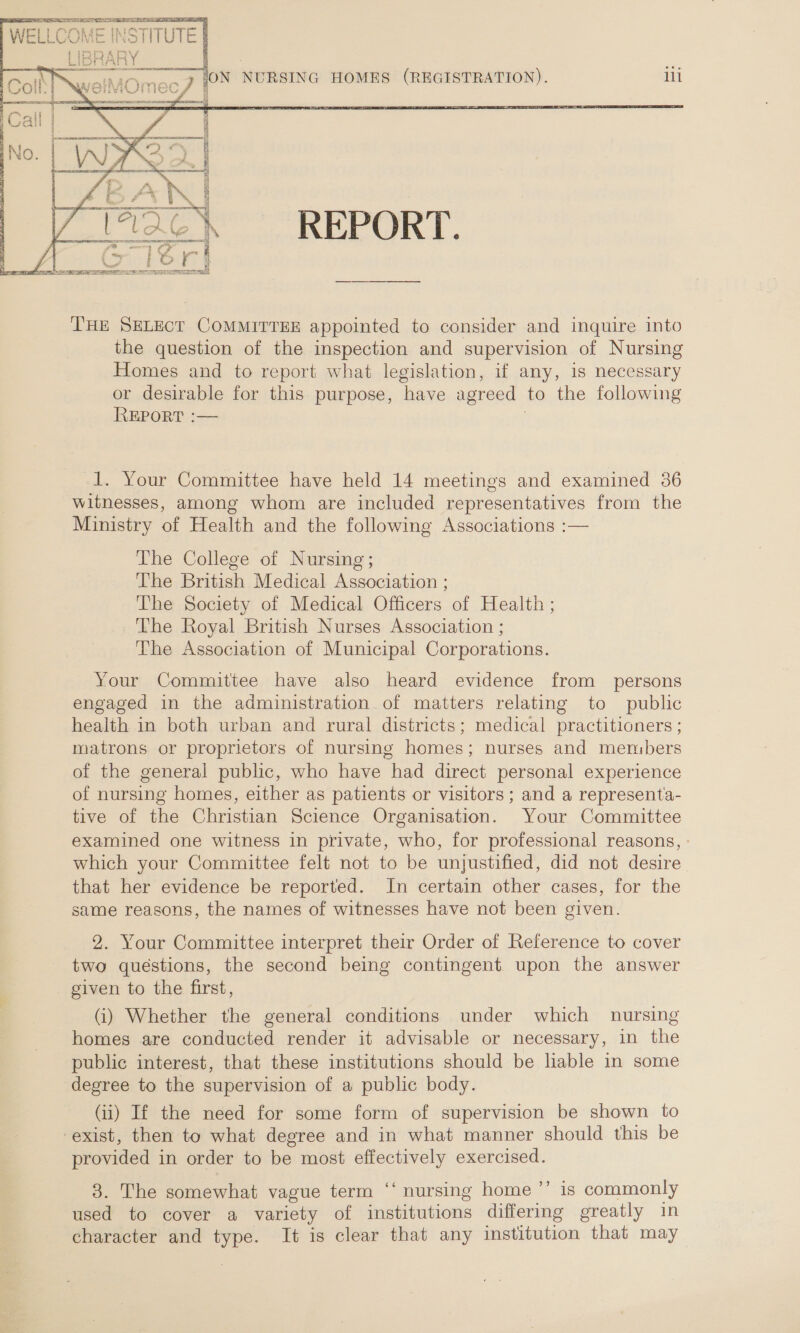 WELLCOME INSTITUTE
LIBRARY
Coll. welMOmec
Call
No. WX32
BAN
1926
G78r
ON NURSING HOMES (REGISTRATION). iii
REPORT.
THE SELECT COMMITTEE appointed to consider and inquire into
the question of the inspection and supervision of Nursing
Homes and to report what legislation, if any, is necessary
or desirable for this purpose, have agreed to the following
REPORT :—
1. Your Committee have held 14 meetings and examined 36
witnesses, among whom are included representatives from the
Ministry of Health and the following Associations :—
The College of Nursing;
The British Medical Association ;
The Society of Medical Officers of Health ;
The Royal British Nurses Association ;
The Association of Municipal Corporations.
Your Committee have also heard evidence from persons
engaged in the administration of matters relating to public
health in both urban and rural districts; medical practitioners ;
matrons or proprietors of nursing homes; nurses and members
of the general public, who have had direct personal experience
of nursing homes, either as patients or visitors ; and a representa-
tive of the Christian Science Organisation. Your Committee
examined one witness in private, who, for professional reasons,
which your Committee felt not to be unjustified, did not desire
that her evidence be reported. In certain other cases, for the
same reasons, the names of witnesses have not been given.
2. Your Committee interpret their Order of Reference to cover
two questions, the second being contingent upon the answer
given to the first,
(i) Whether the general conditions under which nursing
homes are conducted render it advisable or necessary, in the
public interest, that these institutions should be liable in some
degree to the supervision of a public body.
(ii) If the need for some form of supervision be shown to
exist, then to what degree and in what manner should this be
provided in order to be most effectively exercised.
3. The somewhat vague term “ nursing home ” is commonly
used to cover a variety of institutions differing greatly in
character and type. It is clear that any institution that may